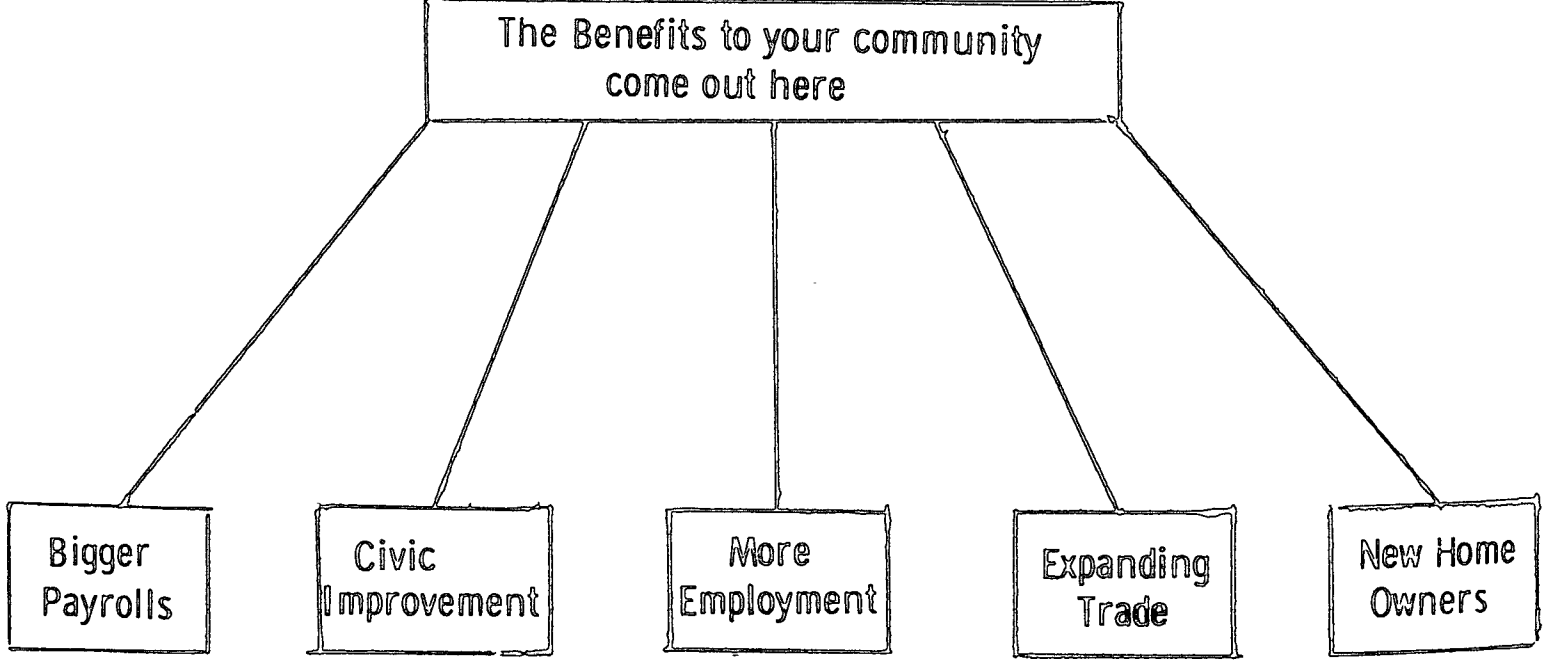 The Benefits to your community
come out here
Bigger
Payrolls
Civic
Improvement
More
Employment
Expanding
Trade
New Home
Owners